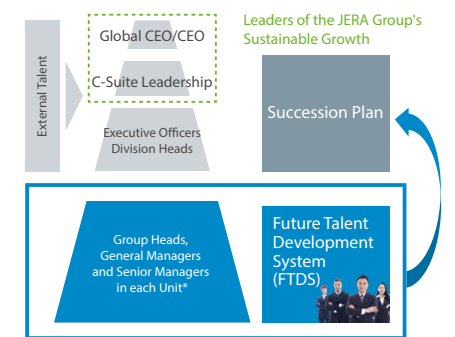 Leaders of the JERA Group's
Sustainable Growth
External Talent
Global CEO/CEO
C-Suite Leadership
Executive Officers
Division Heads
Succession Plan
Group Heads,
General Managers
and Senior Managers
in each Unit*
Future Talent
Development
System
(FTDS)